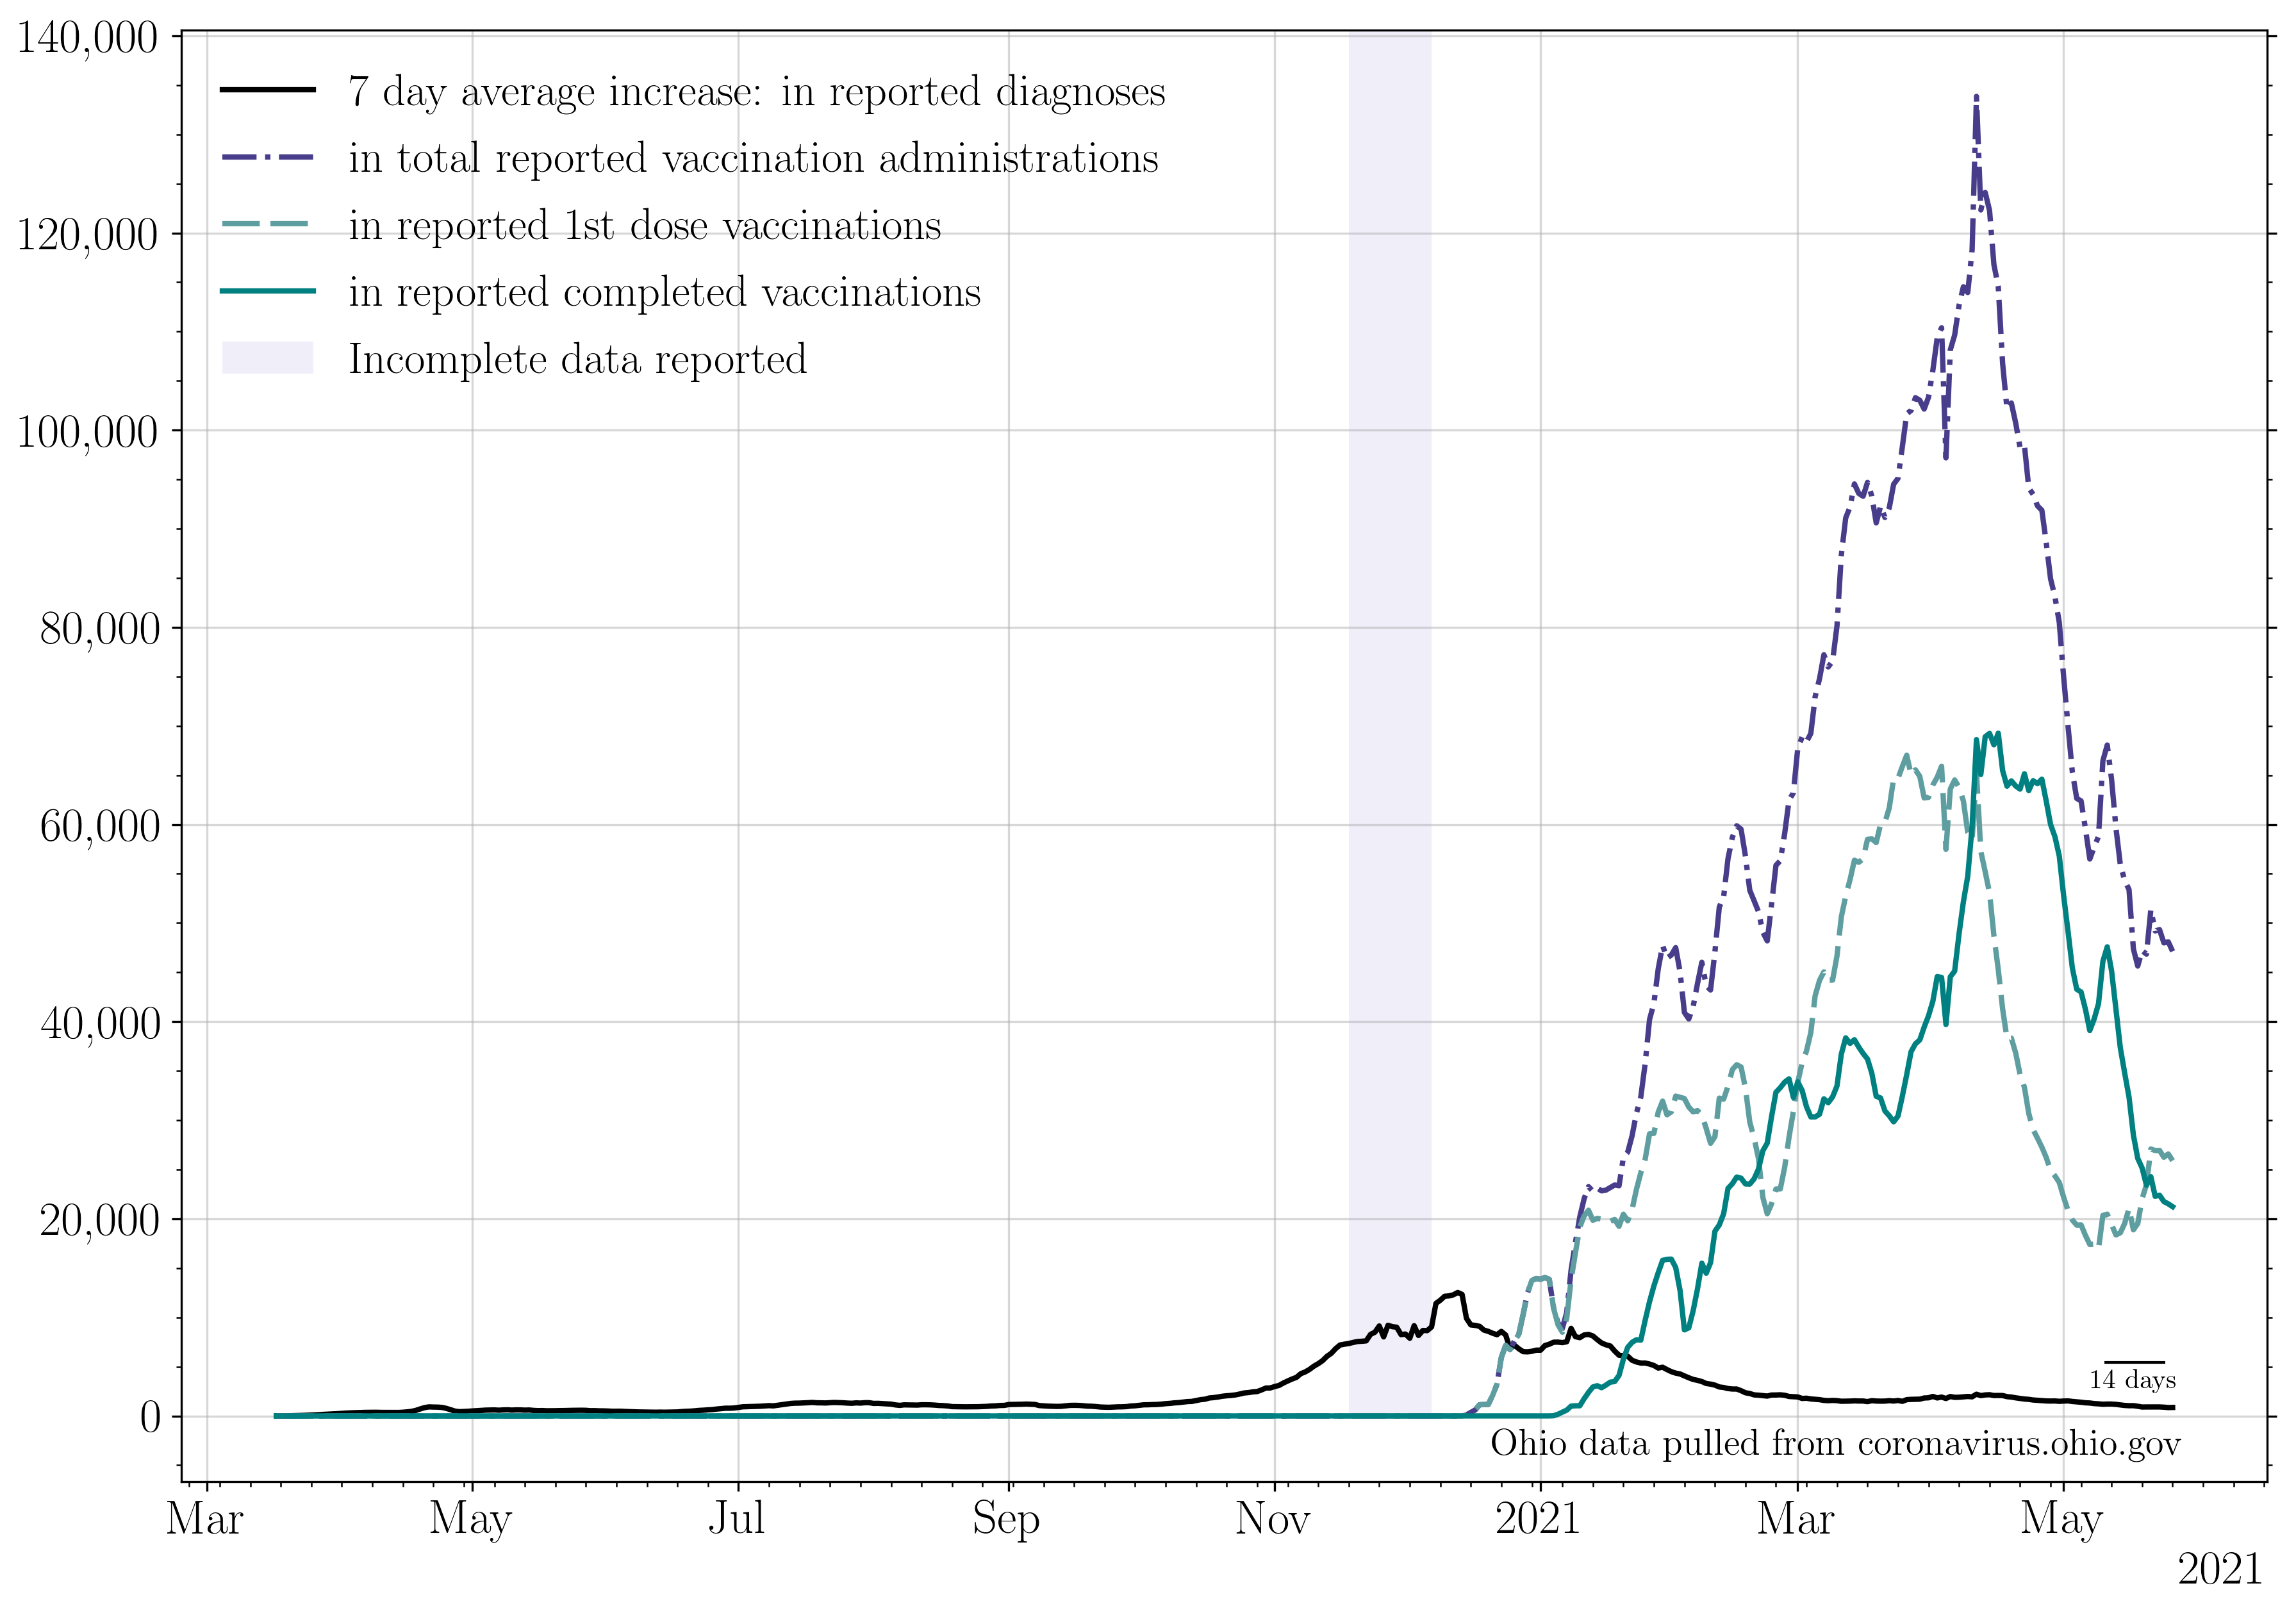 140,000
120,000
100,000
80,000
60,000
40,000
20,000
0
7 day average increase: in reported diagnoses
in total reported vaccination administrations
in reported 1st dose vaccinations
in reported completed vaccinations
Incomplete data reported
14 days
Ohio data pulled from coronavirus.ohio.gov
Mar May Jul Sep Nov 2021 Mar May
2021